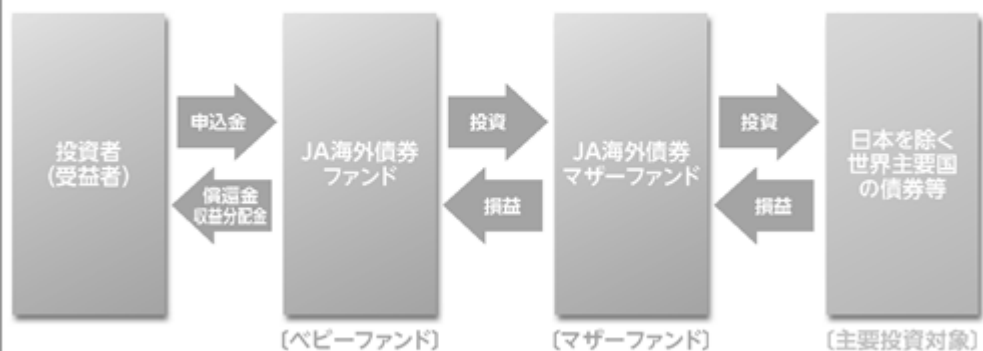 投資者
(受益者)
申込金
償還金
収益分配金
JA海外債券
ファンド
投資
損益
JA海外債券
マザーファンド
投資
損益
日本を除く
世界主要国
の債券等
〔ベビーファンド〕
〔マザーファンド〕
〔主要投資対象〕